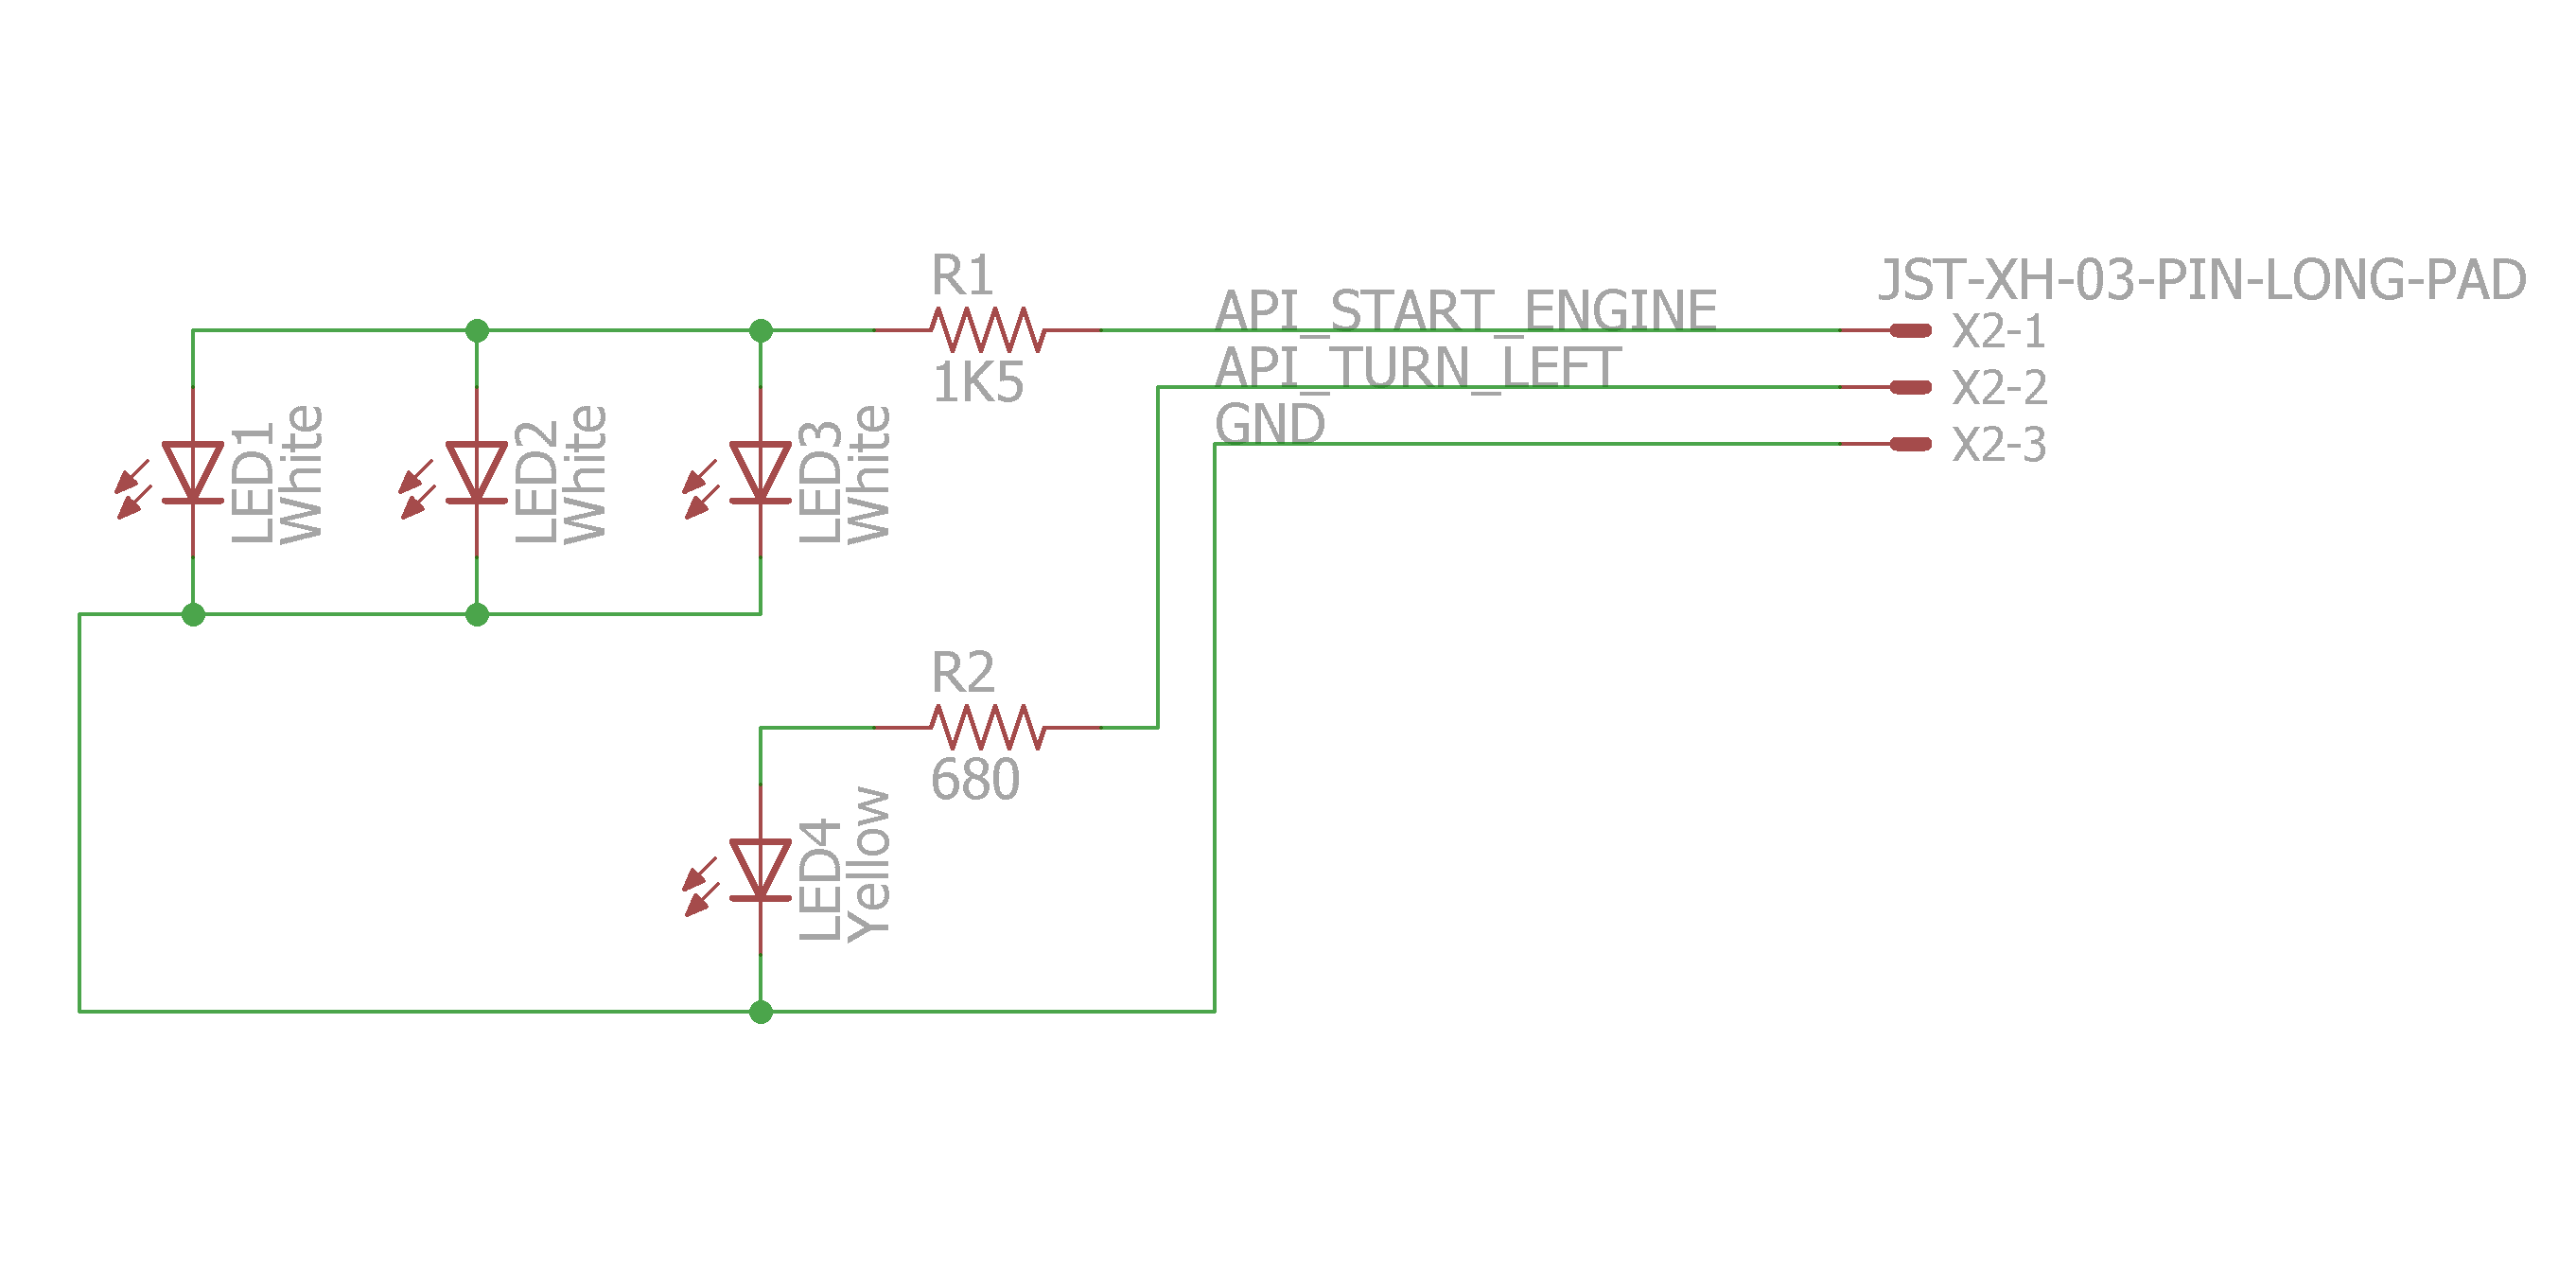 R1
1K5
API_START_ENGINE
API_TURN_LEFT
GND
JST-XH-03-PIN-LONG-PAD
X2-1
X2-2
X2-3
LED1
White
LED2
White
LED3
White
R2
680
LED4
Yellow